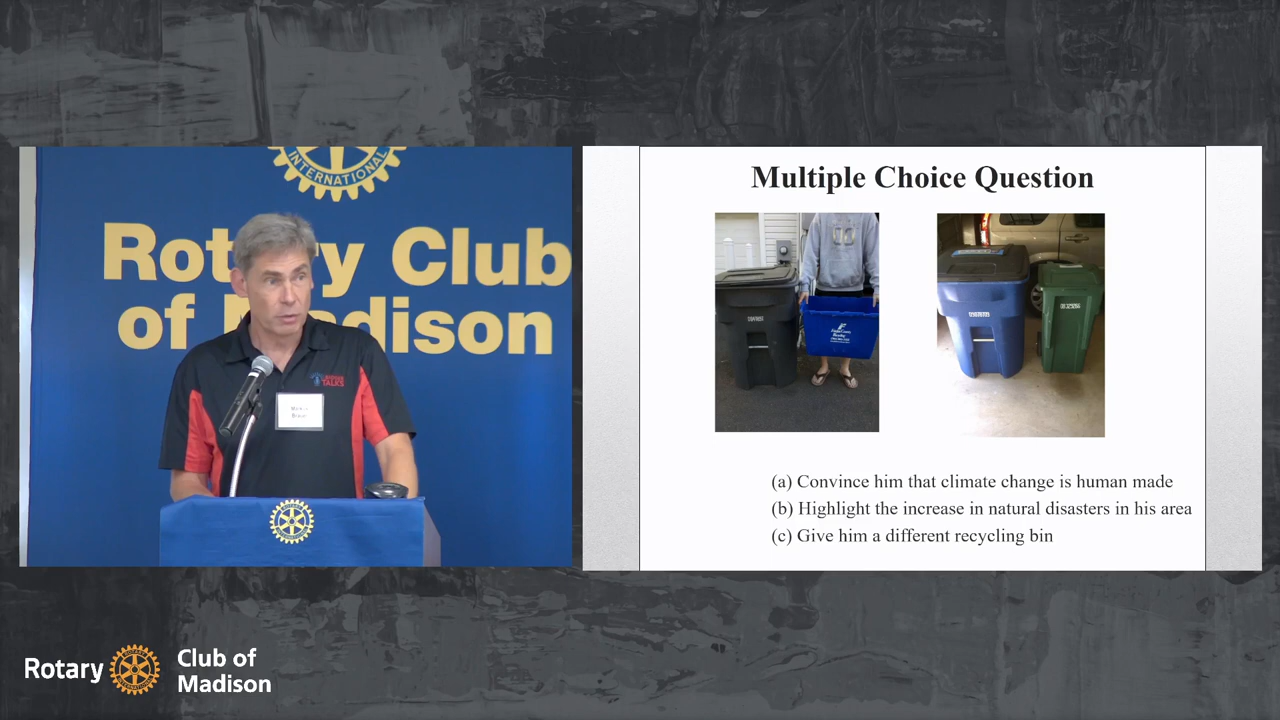 INTERNATIONAL
Rotary Club
of Madison
TALKS
Multiple Choice Question
(a) Convince him that climate change is human made
(b) Highlight the increase in natural disasters in his area
(c) Give him a different recycling bin
Rotary
Club of
Madison